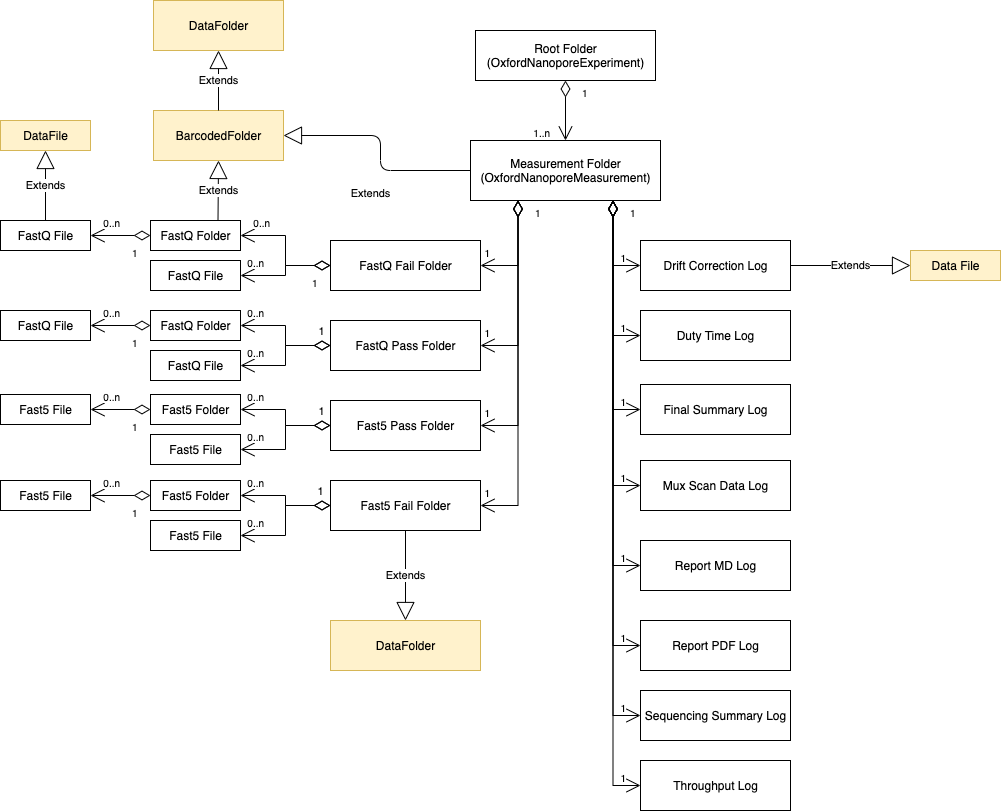 DataFolder
Root Folder
(OxfordNanoporeExperiment)
Extends
1
DataFile
BarcodedFolder
1..n
Measurement Folder
(OxfordNanoporeMeasurement)
Extends
Extends
Extends
1
1
FastQ File
0..n
1
FastQ Folder
0..n
FastQ File
0..n
1
FastQ Fail Folder
1
1
Drift Correction Log
Extends
Data File
FastQ File
0..n
1
FastQ Folder
0..n
FastQ File
0..n
1
FastQ Pass Folder
1
1
Duty Time Log
Fast5 File
0..n
1
Fast5 Folder
0..n
Fast5 File
0..n
1
Fast5 Pass Folder
1
1
Final Summary Log
Fast5 File
0..n
1
Fast5 Folder
0..n
Fast5 File
0..n
1
Fast5 Fail Folder
1
1
Mux Scan Data Log
Extends
1
Report MD Log
DataFolder
1
Report PDF Log
1
Sequencing Summary Log
1
Throughput Log